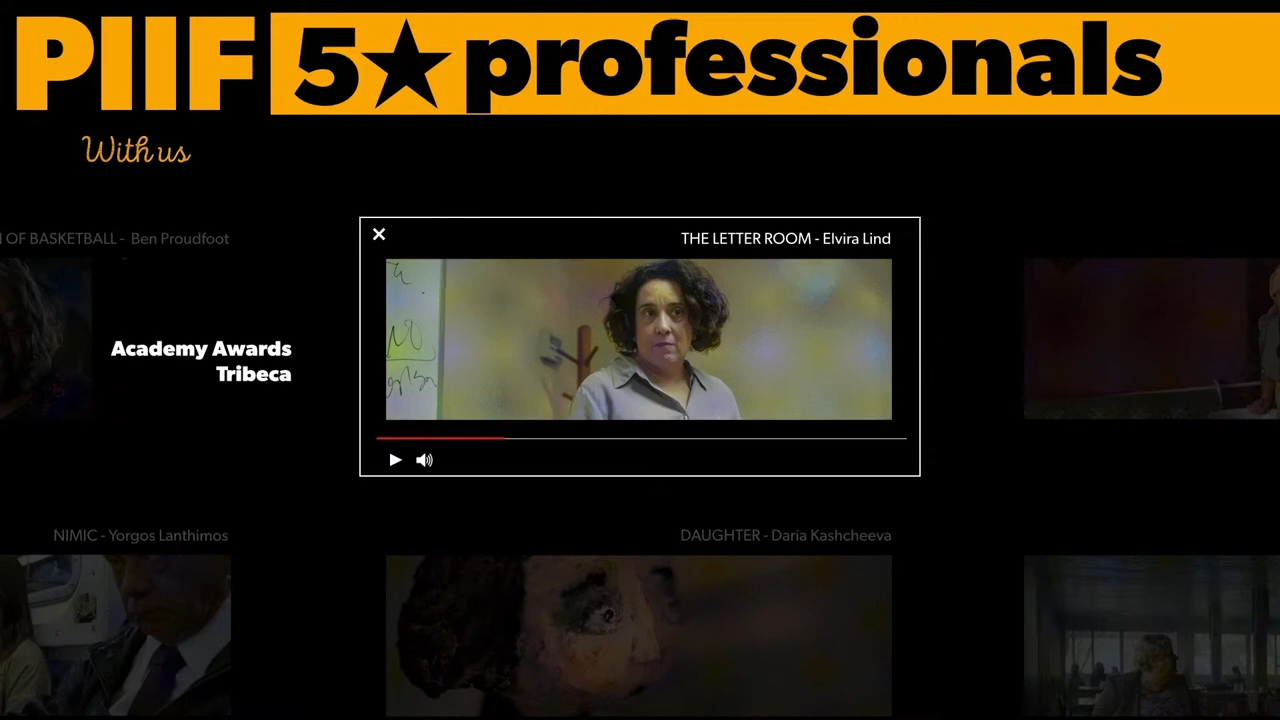 PIIF 5★professionals
With us
OF BASKETBALL - Ben Proudfoot
THE LETTER ROOM - Elvira Lind
Academy Awards
Tribeca
NIMIC - Yorgos Lanthimos
DAUGHTER - Daria Kashcheeva